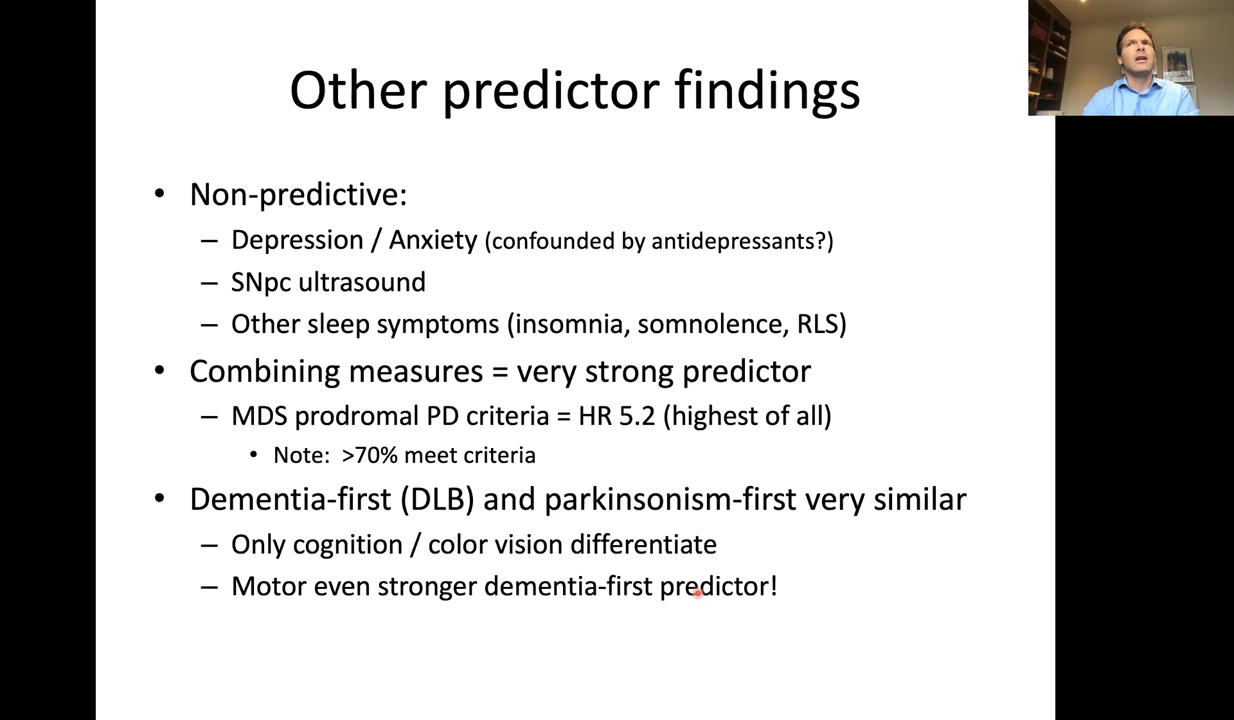 Other predictor findings
• Non-predictive:
– Depression / Anxiety (confounded by antidepressants?)
– SNpc ultrasound
– Other sleep symptoms (insomnia, somnolence, RLS)
• Combining measures = very strong predictor
– MDS prodromal PD criteria = HR 5.2 (highest of all)
• Note:  >70% meet criteria
• Dementia-first (DLB) and parkinsonism-first very similar
– Only cognition / color vision differentiate
– Motor even stronger dementia-first predictor!